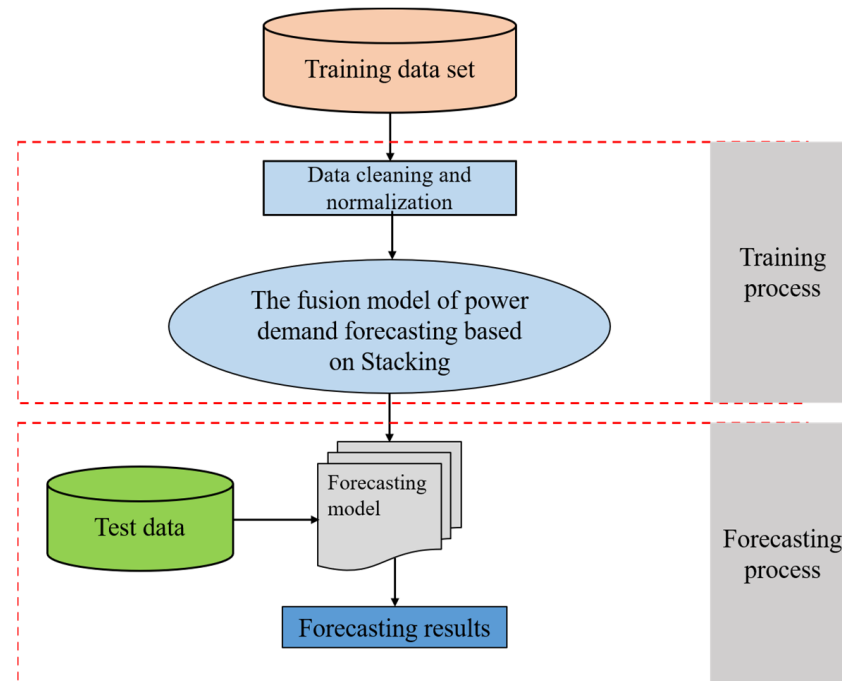 Training data set
Data cleaning and
normalization
Training
process
The fusion model of power
demand forecasting based
on Stacking
Forecasting
model
Test data
Forecasting
process
Forecasting results